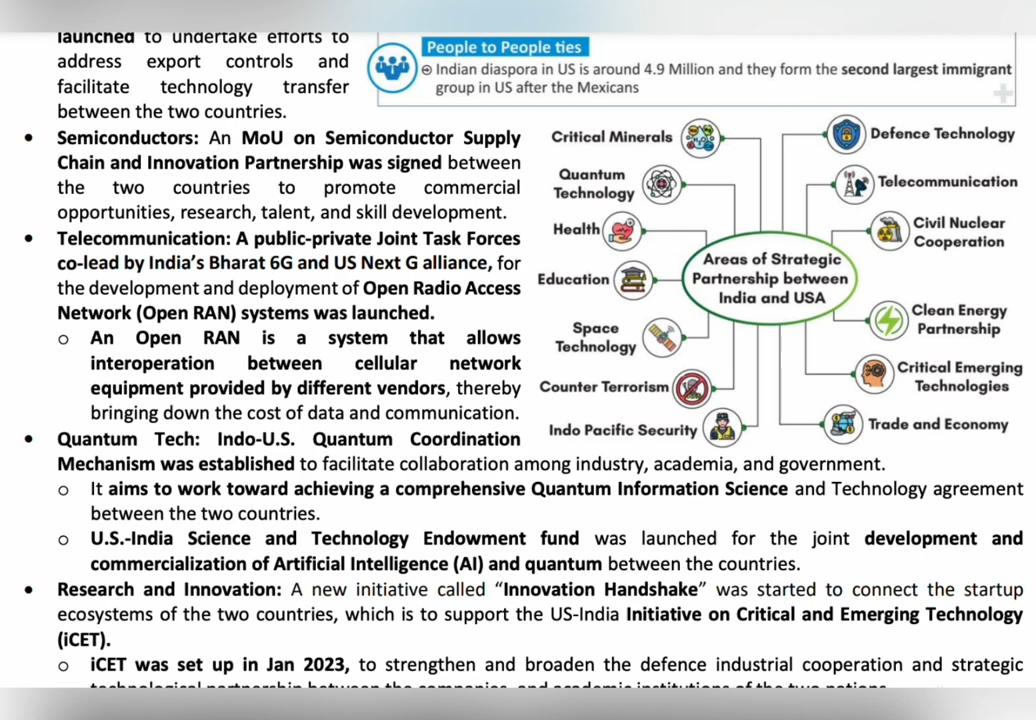 launched to undertake efforts to
address export controls and
facilitate technology transfer
between the two countries.
People to People ties
Indian diaspora in US is around 4.9 Million and they form the second largest immigrant
group in US after the Mexicans
• Semiconductors: An MoU on Semiconductor Supply
Chain and Innovation Partnership was signed between
the two countries to promote commercial
opportunities, research, talent, and skill development.
• Telecommunication: A public-private Joint Task Forces
co-lead by India's Bharat 6G and US Next G alliance, for
the development and deployment of Open Radio Access
Network (Open RAN) systems was launched.
o An Open RAN is a system that allows
interoperation between cellular network
equipment provided by different vendors, thereby
bringing down the cost of data and communication.
Critical Minerals
Quantum
Technology
Health
Education
Space
Technology
Counter Terrorism
Indo Pacific Security
Areas of Strategic
Partnership between
India and USA
Defence Technology
Telecommunication
Civil Nuclear
Cooperation
Clean Energy
Partnership
Critical Emerging
Technologies
Trade and Economy
• Quantum Tech: Indo-U.S. Quantum Coordination
Mechanism was established to facilitate collaboration among industry, academia, and government.
o It aims to work toward achieving a comprehensive Quantum Information Science and Technology agreement
between the two countries.
o U.S.-India Science and Technology Endowment fund was launched for the joint development and
commercialization of Artificial Intelligence (AI) and quantum between the countries.
• Research and Innovation: A new initiative called “Innovation Handshake” was started to connect the startup
ecosystems of the two countries, which is to support the US-India Initiative on Critical and Emerging Technology
(iCET).
o iCET was set up in Jan 2023, to strengthen and broaden the defence industrial cooperation and strategic
technological partnership between the companies, and academic institutions of the two nations.